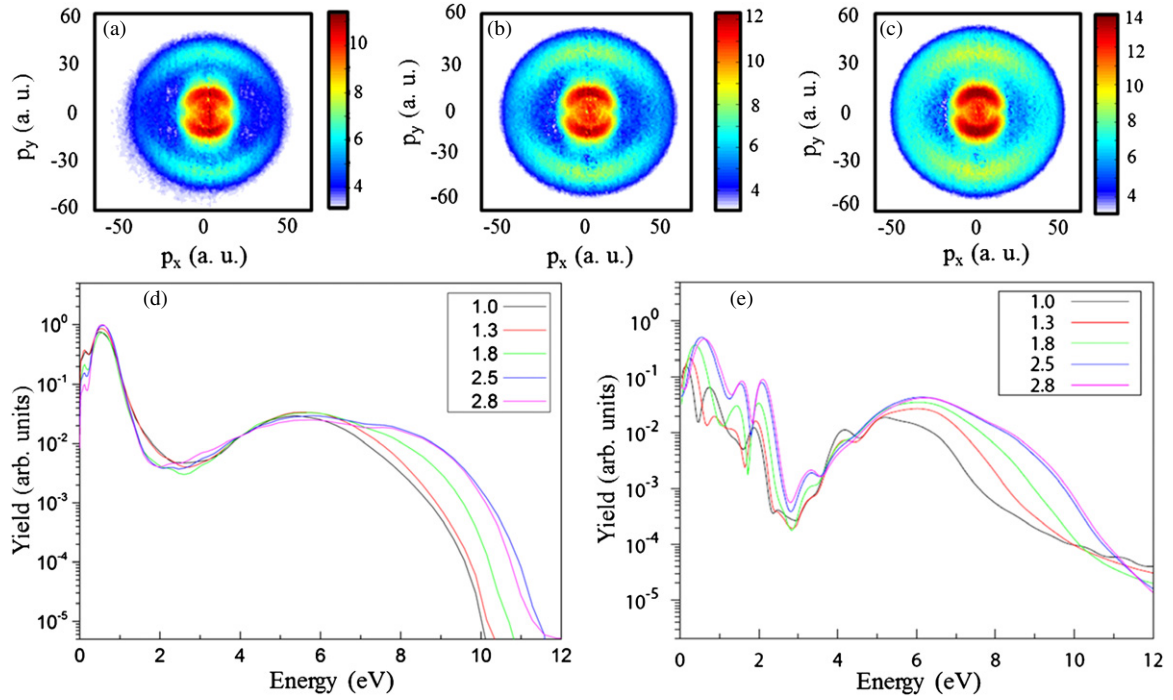 (a)
60
30
0
-30
-60
p_y (a. u.)
-50 0 50
p_x (a. u.)
10
8
6
4
(b)
60
30
0
-30
-60
p_y (a. u.)
-50 0 50
p_x (a. u.)
12
10
8
6
4
(c)
60
30
0
-30
-60
p_y (a. u.)
-50 0 50
p_x (a. u.)
14
12
10
8
6
4
(d)
1.0
1.3
1.8
2.5
2.8
10^0
10^-1
10^-2
10^-3
10^-4
10^-5
Yield (arb. units)
0 2 4 6 8 10 12
Energy (eV)
(e)
1.0
1.3
1.8
2.5
2.8
10^0
10^-1
10^-2
10^-3
10^-4
10^-5
Yield (arb. units)
0 2 4 6 8 10 12
Energy (eV)